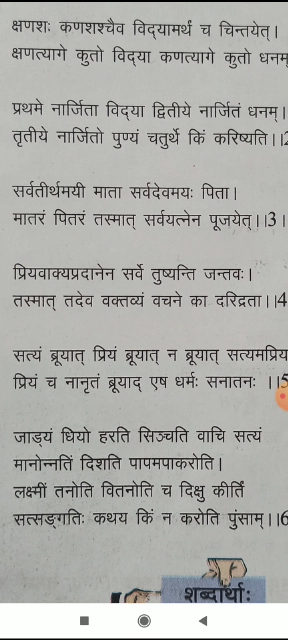 क्षणशः कणशश्चैव विद्यामर्थं च चिन्तयेत्।
क्षणत्यागे कुतो विद्या कणत्यागे कुतो धनम्
प्रथमे नार्जिता विद्या द्वितीये नार्जितं धनम्।
तृतीये नार्जितो पुण्यं चतुर्थे किं करिष्यति।।2
सर्वतीर्थमयी माता सर्वदेवमयः पिता।
मातरं पितरं तस्मात् सर्वयत्नेन पूजयेत्।।3।
प्रियवाक्यप्रदानेन सर्वे तुष्यन्ति जन्तवः।
तस्मात् तदेव वक्तव्यं वचने का दरिद्रता।।4
सत्यं ब्रूयात् प्रियं ब्रूयात् न ब्रूयात् सत्यमप्रिय
प्रियं च नानृतं ब्रूयाद् एष धर्मः सनातनः ।।5
जाड्यं धियो हरति सिञ्चति वाचि सत्यं
मानोन्नतिं दिशति पापमपाकरोति।
लक्ष्मीं तनोति वितनोति च दिक्षु कीर्तिं
सत्सङ्गतिः कथय किं न करोति पुंसाम्।।6
शब्दार्थाः